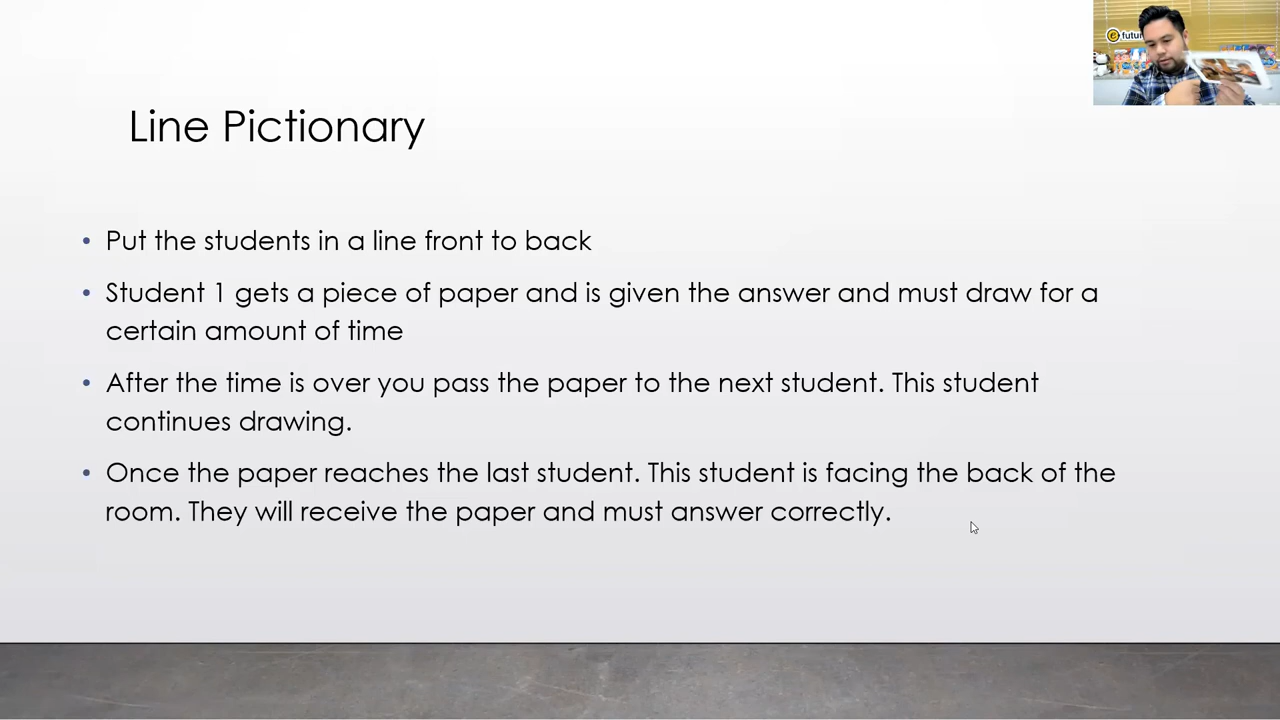 e futur
Line Pictionary
• Put the students in a line front to back
• Student 1 gets a piece of paper and is given the answer and must draw for a
certain amount of time
• After the time is over you pass the paper to the next student. This student
continues drawing.
• Once the paper reaches the last student. This student is facing the back of the
room. They will receive the paper and must answer correctly.